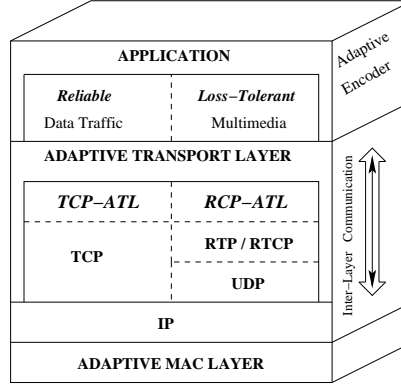 APPLICATION
Reliable
Loss-Tolerant
Data Traffic
Multimedia
ADAPTIVE TRANSPORT LAYER
TCP-ATL
RCP-ATL
TCP
RTP / RTCP
UDP
IP
ADAPTIVE MAC LAYER
Adaptive
Encoder
Inter-Layer Communication